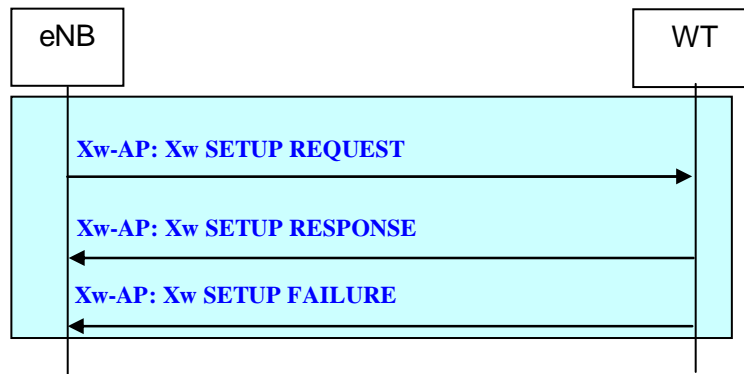 eNB
WT
Xw-AP: Xw SETUP REQUEST
Xw-AP: Xw SETUP RESPONSE
Xw-AP: Xw SETUP FAILURE